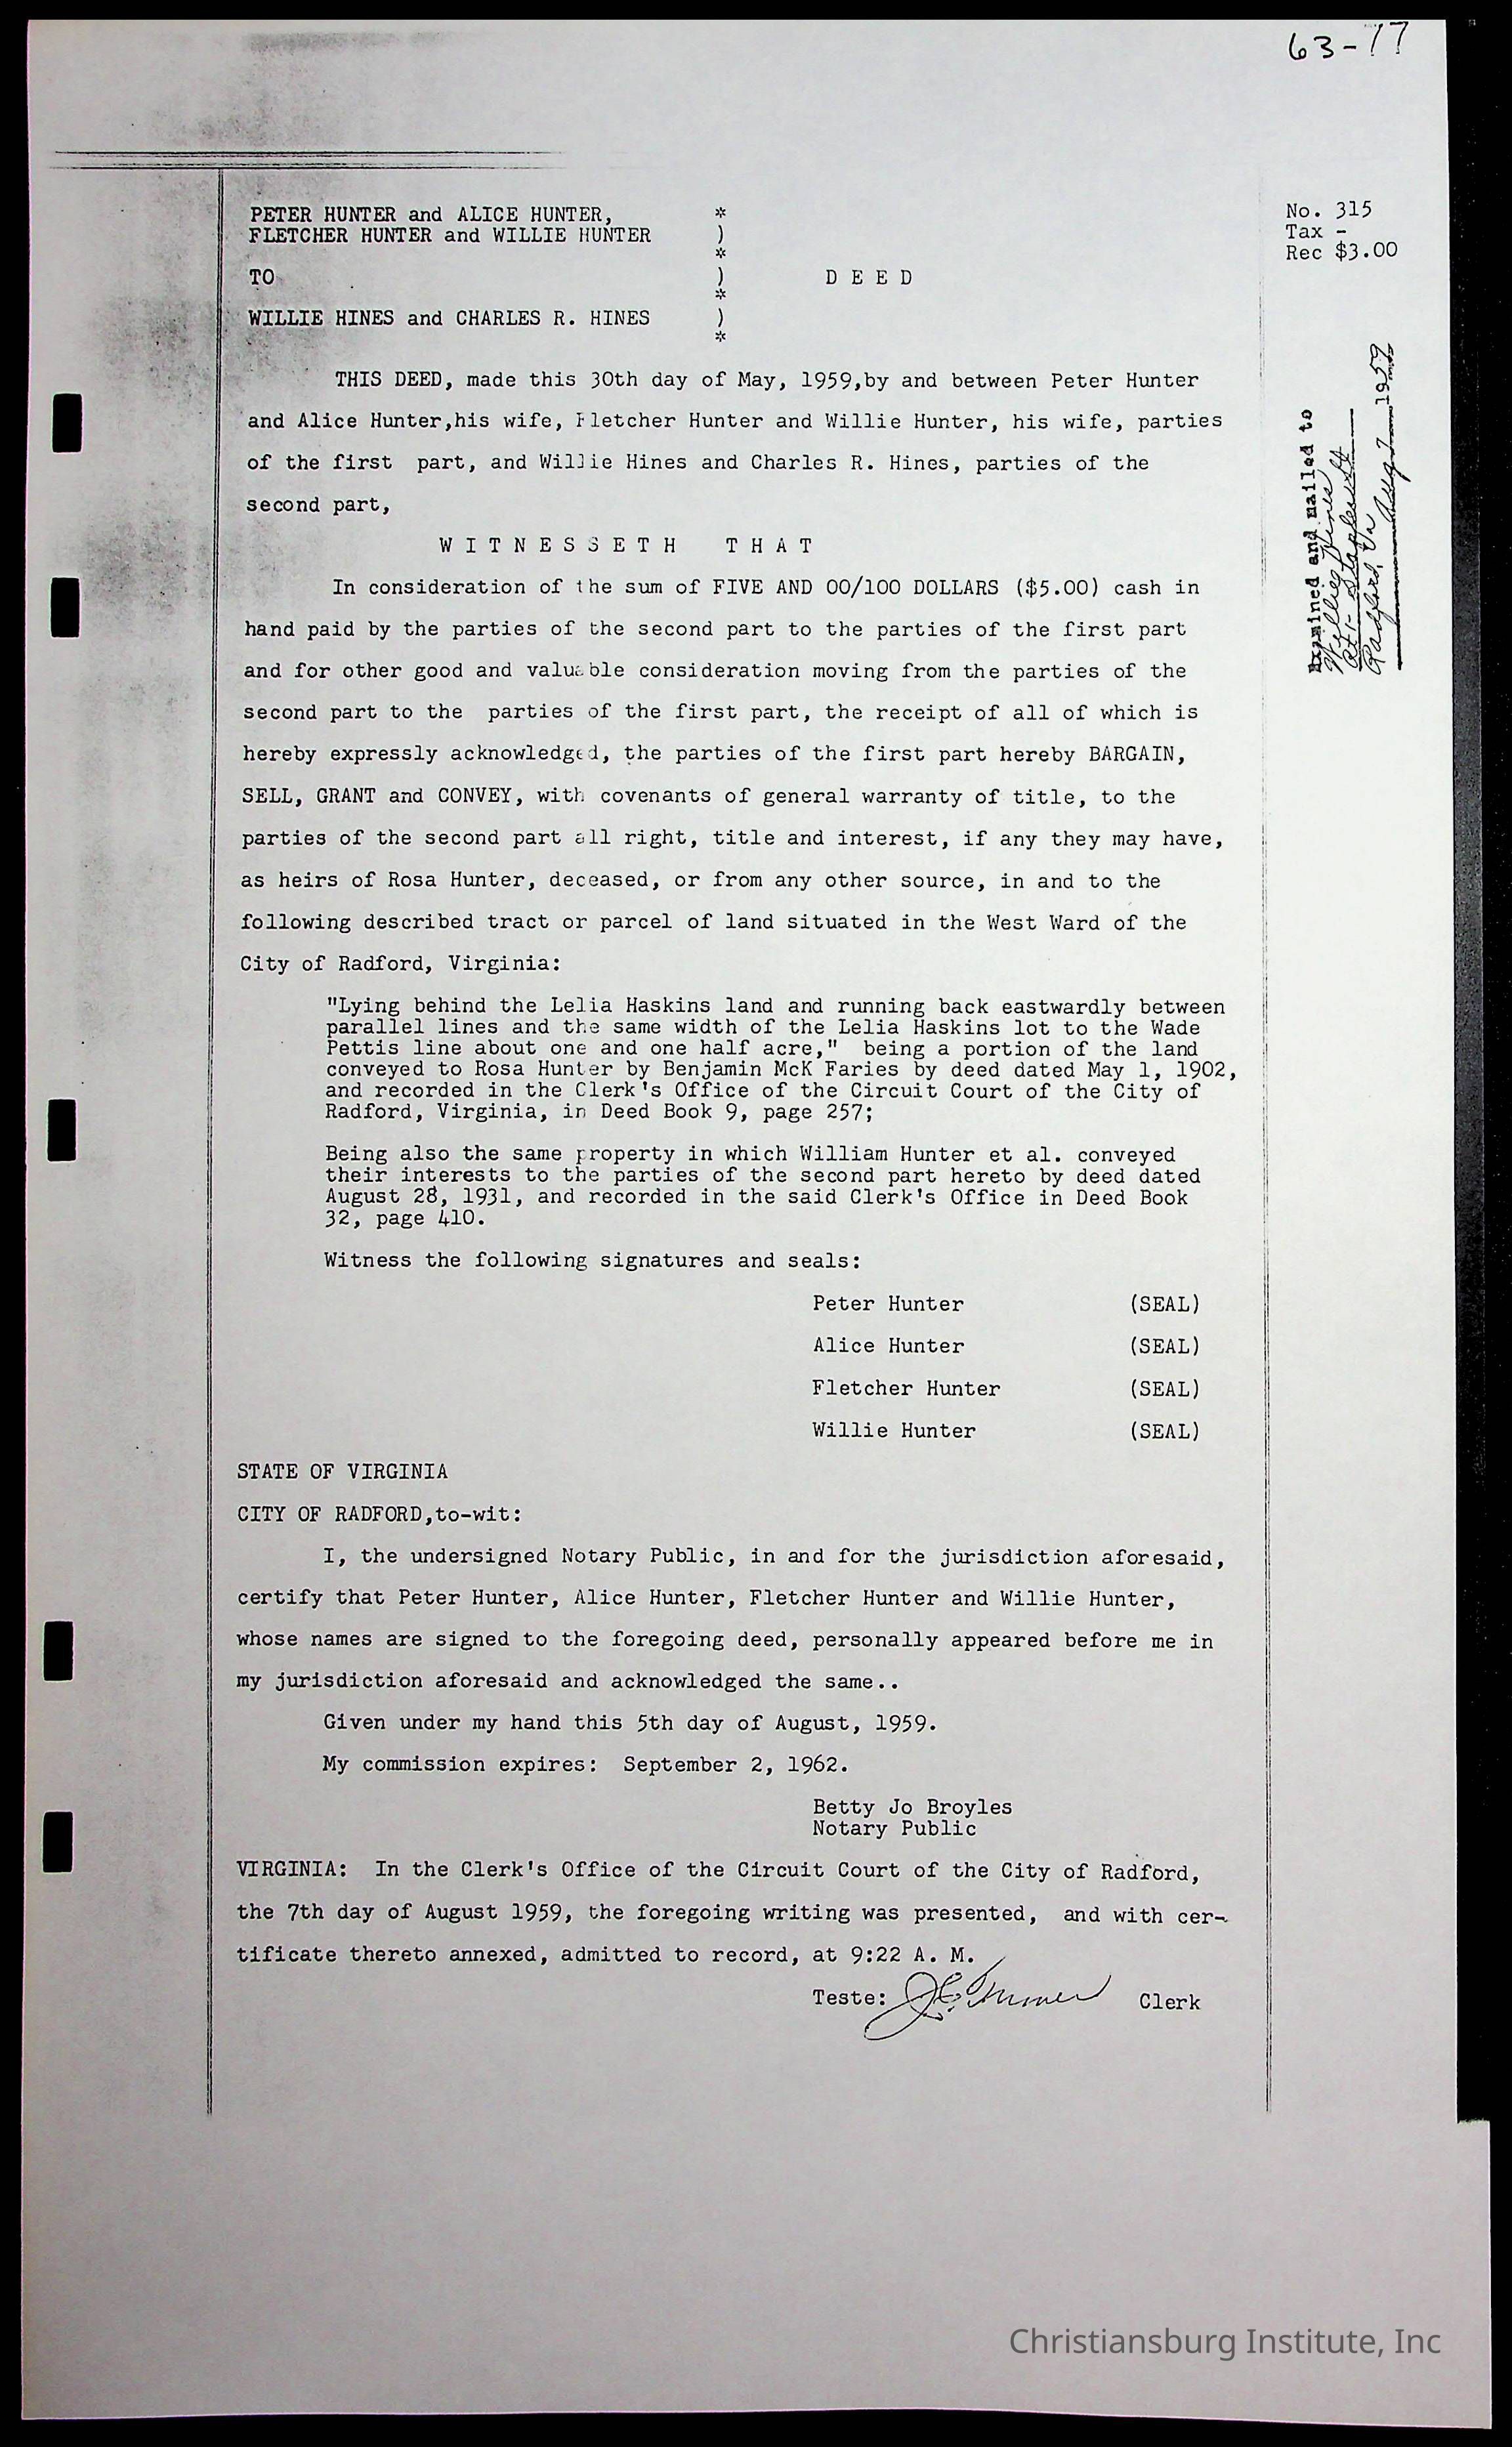 63-77
PETER HUNTER and ALICE HUNTER, *
FLETCHER HUNTER and WILLIE HUNTER )
*
TO ) D E E D
*
WILLIE HINES and CHARLES R. HINES )
*
No. 315
Tax -
Rec $3.00
Examined and mailed to
Willie Hines
Rt 1 -
Radford, Va
Aug 7 1959
THIS DEED, made this 30th day of May, 1959,by and between Peter Hunter
and Alice Hunter,his wife, Fletcher Hunter and Willie Hunter, his wife, parties
of the first part, and Willie Hines and Charles R. Hines, parties of the
second part,
W I T N E S S E T H T H A T
In consideration of the sum of FIVE AND 00/100 DOLLARS ($5.00) cash in
hand paid by the parties of the second part to the parties of the first part
and for other good and valuable consideration moving from the parties of the
second part to the parties of the first part, the receipt of all of which is
hereby expressly acknowledged, the parties of the first part hereby BARGAIN,
SELL, GRANT and CONVEY, with covenants of general warranty of title, to the
parties of the second part all right, title and interest, if any they may have,
as heirs of Rosa Hunter, deceased, or from any other source, in and to the
following described tract or parcel of land situated in the West Ward of the
City of Radford, Virginia:
"Lying behind the Lelia Haskins land and running back eastwardly between
parallel lines and the same width of the Lelia Haskins lot to the Wade
Pettis line about one and one half acre," being a portion of the land
conveyed to Rosa Hunter by Benjamin McK Faries by deed dated May 1, 1902,
and recorded in the Clerk's Office of the Circuit Court of the City of
Radford, Virginia, in Deed Book 9, page 257;
Being also the same property in which William Hunter et al. conveyed
their interests to the parties of the second part hereto by deed dated
August 28, 1931, and recorded in the said Clerk's Office in Deed Book
32, page 410.
Witness the following signatures and seals:
Peter Hunter (SEAL)
Alice Hunter (SEAL)
Fletcher Hunter (SEAL)
Willie Hunter (SEAL)
STATE OF VIRGINIA
CITY OF RADFORD,to-wit:
I, the undersigned Notary Public, in and for the jurisdiction aforesaid,
certify that Peter Hunter, Alice Hunter, Fletcher Hunter and Willie Hunter,
whose names are signed to the foregoing deed, personally appeared before me in
my jurisdiction aforesaid and acknowledged the same..
Given under my hand this 5th day of August, 1959.
My commission expires: September 2, 1962.
Betty Jo Broyles
Notary Public
VIRGINIA: In the Clerk's Office of the Circuit Court of the City of Radford,
the 7th day of August 1959, the foregoing writing was presented, and with cer-
tificate thereto annexed, admitted to record, at 9:22 A. M.
Teste: Clerk
Christiansburg Institute, Inc